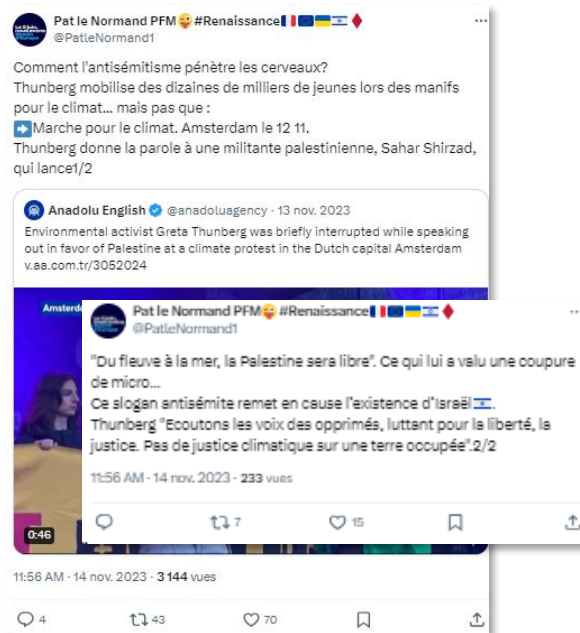 Pat le Normand PFM😜#Renaissance🇫🇷🇪🇺🇺🇦🇮🇱♦️
@PatleNormand1
Comment l'antisémitisme pénètre les cerveaux?
Thunberg mobilise des dizaines de milliers de jeunes lors des manifs
pour le climat... mais pas que :
➡️Marche pour le climat. Amsterdam le 12 11.
Thunberg donne la parole à une militante palestinienne, Sahar Shirzad,
qui lance1/2
Anadolu English @anadoluagency · 13 nov. 2023
Environmental activist Greta Thunberg was briefly interrupted while speaking
out in favor of Palestine at a climate protest in the Dutch capital Amsterdam
v.aa.com.tr/3052024
Pat le Normand PFM😜#Renaissance🇫🇷🇪🇺🇺🇦🇮🇱♦️
@PatleNormand1
"Du fleuve à la mer, la Palestine sera libre". Ce qui lui a valu une coupure
de micro...
Ce slogan antisémite remet en cause l'existence d'Israël🇮🇱.
Thunberg "Ecoutons les voix des opprimés, luttant pour la liberté, la
justice. Pas de justice climatique sur une terre occupée".2/2
11:56 AM · 14 nov. 2023 · 233 vues
7 15
0:46
11:56 AM · 14 nov. 2023 · 3 144 vues
4 43 70